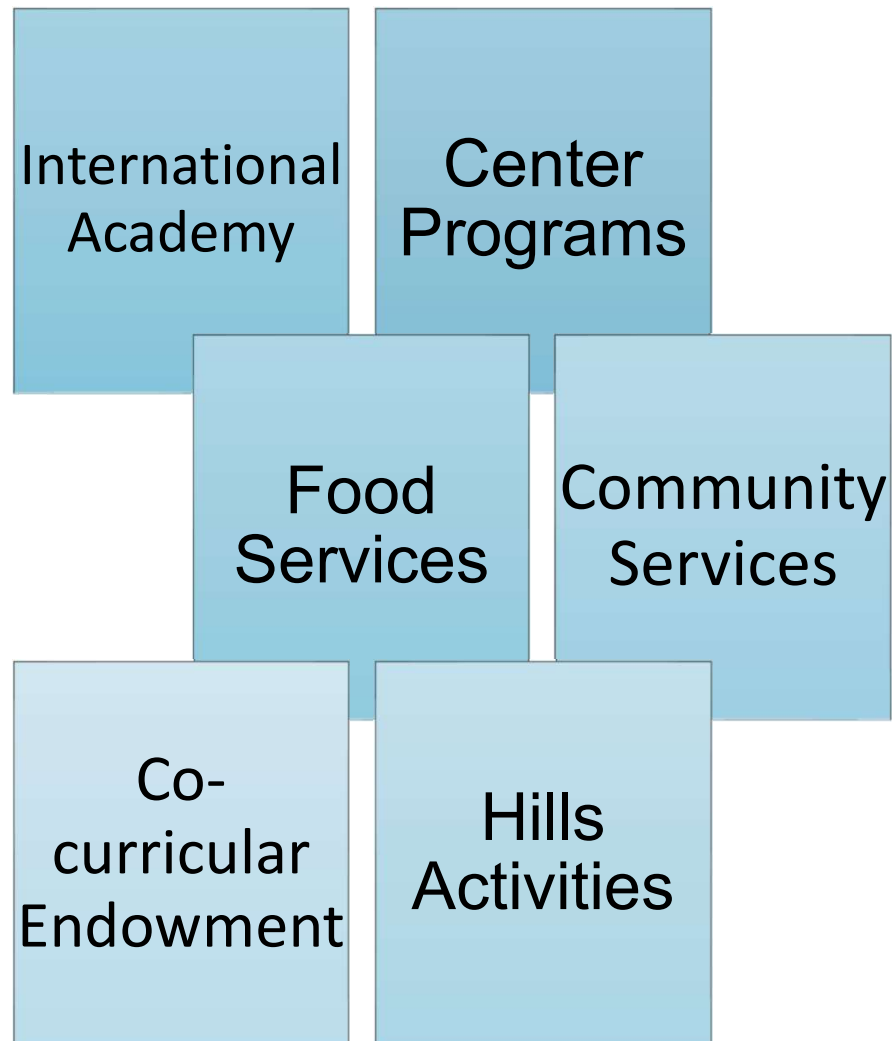 International
Academy
Center
Programs
Food
Services
Community
Services
Co-
curricular
Endowment
Hills
Activities